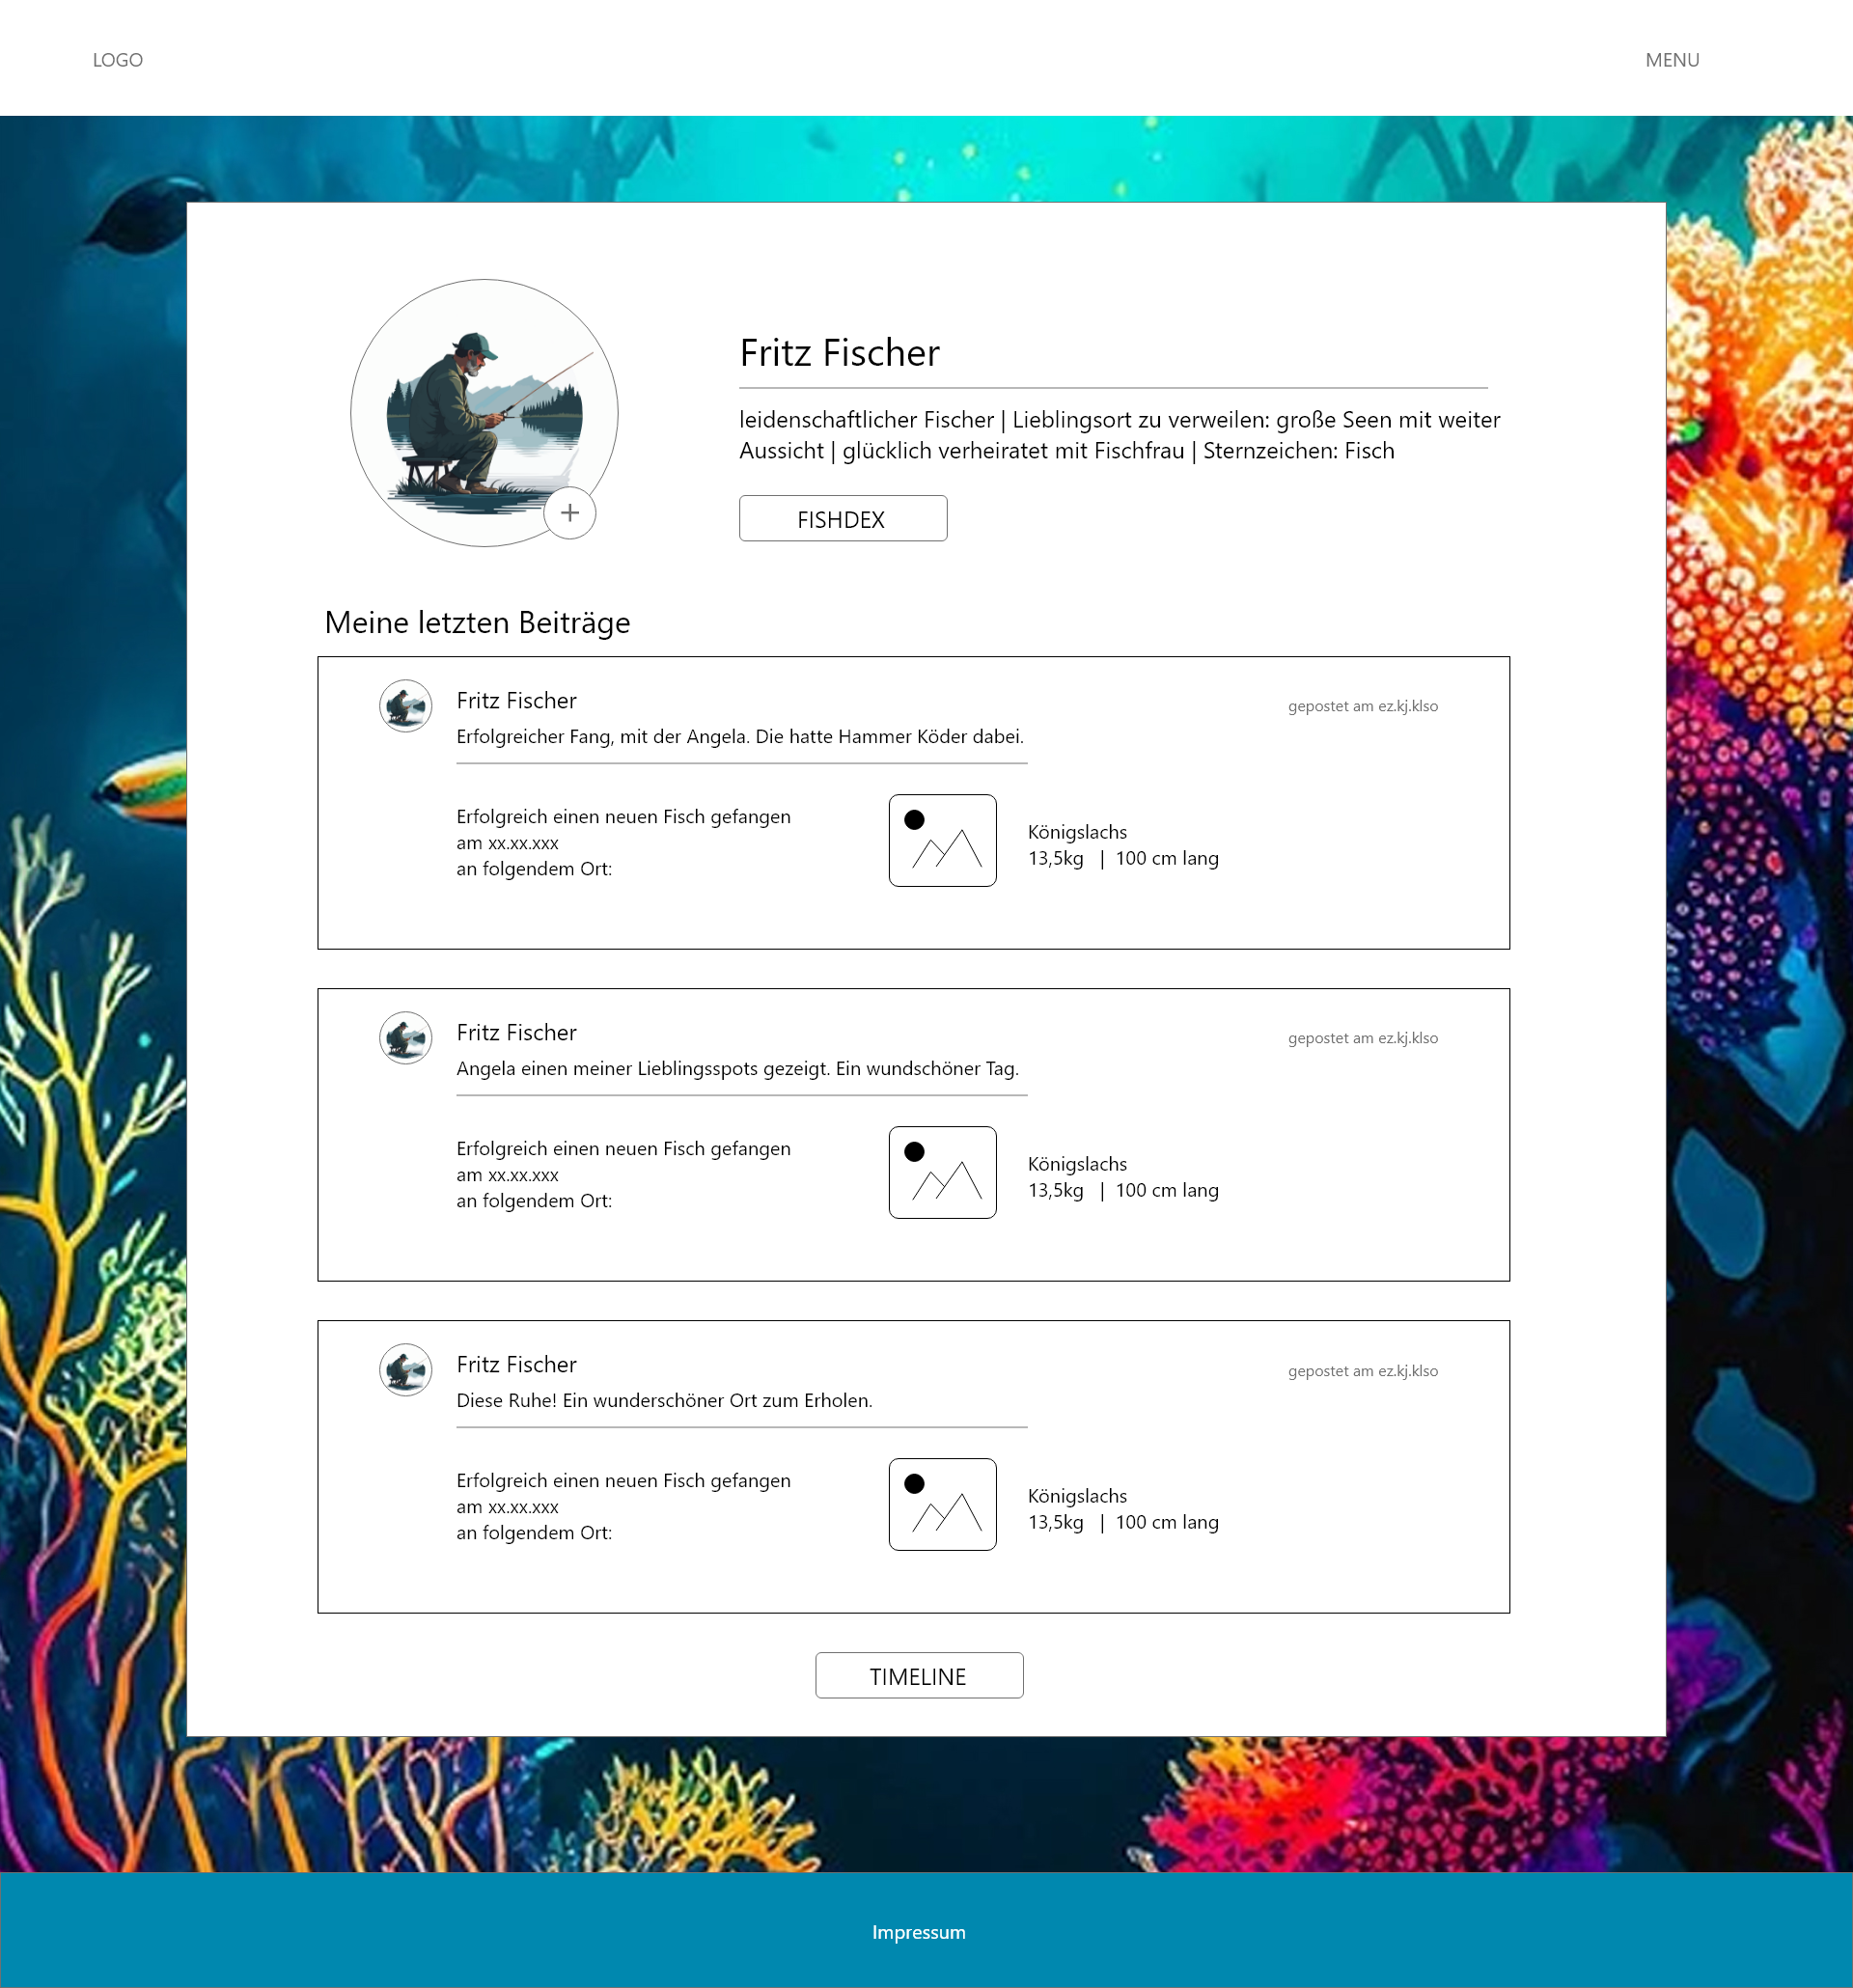 LOGO
MENU
Fritz Fischer
leidenschaftlicher Fischer | Lieblingsort zu verweilen: große Seen mit weiter
Aussicht | glücklich verheiratet mit Fischfrau | Sternzeichen: Fisch
FISHDEX
Meine letzten Beiträge
Fritz Fischer
gepostet am ez.kj.klso
Erfolgreicher Fang, mit der Angela. Die hatte Hammer Köder dabei.
Erfolgreich einen neuen Fisch gefangen
am xx.xx.xxx
an folgendem Ort:
Königslachs
13,5kg | 100 cm lang
Fritz Fischer
gepostet am ez.kj.klso
Angela einen meiner Lieblingsspots gezeigt. Ein wundschöner Tag.
Erfolgreich einen neuen Fisch gefangen
am xx.xx.xxx
an folgendem Ort:
Königslachs
13,5kg | 100 cm lang
Fritz Fischer
gepostet am ez.kj.klso
Diese Ruhe! Ein wunderschöner Ort zum Erholen.
Erfolgreich einen neuen Fisch gefangen
am xx.xx.xxx
an folgendem Ort:
Königslachs
13,5kg | 100 cm lang
TIMELINE
Impressum